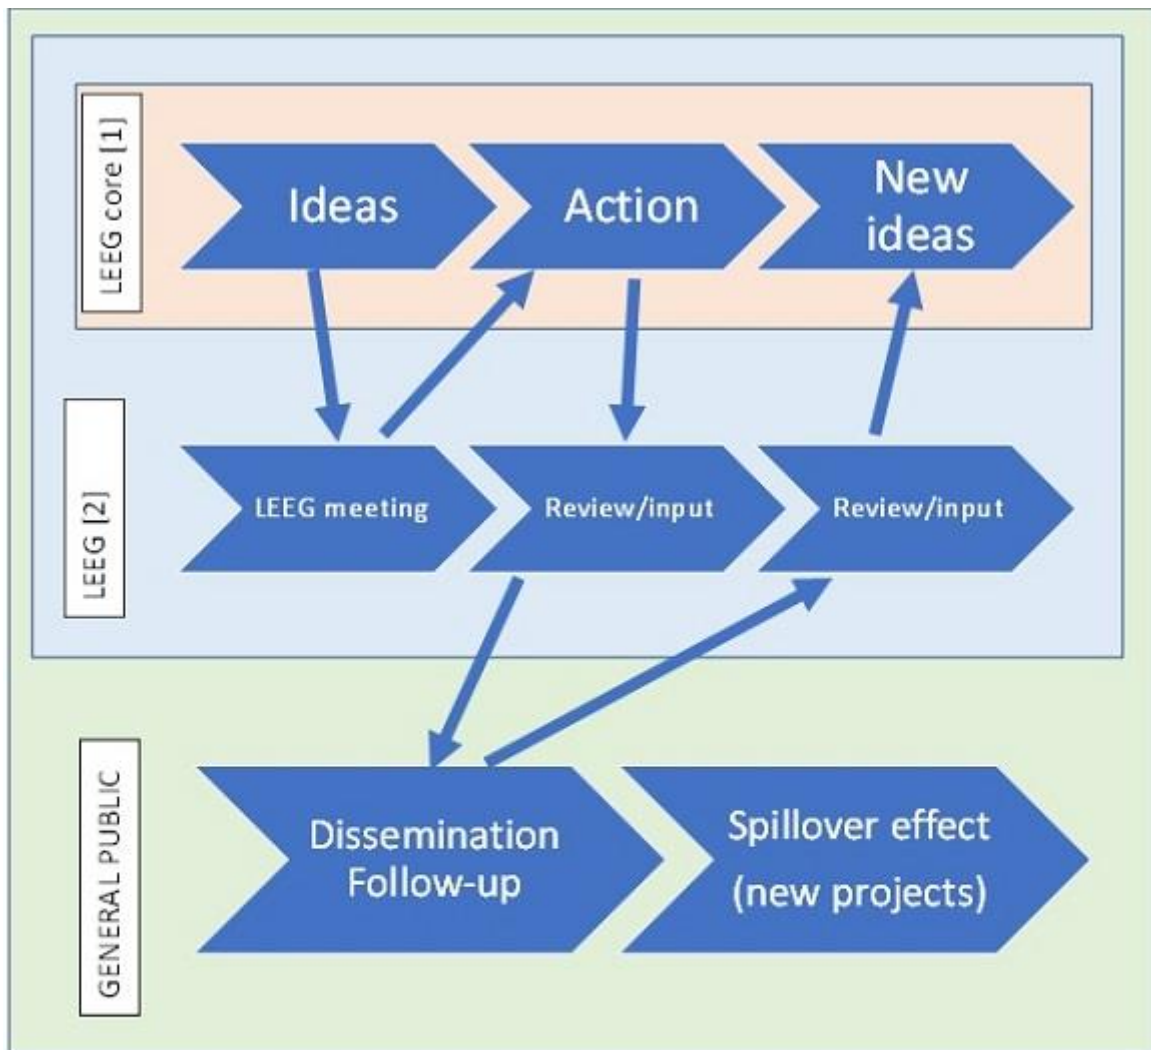 LEEG core [1]
Ideas
Action
New
ideas
LEEG [2]
LEEG meeting
Review/input
Review/input
GENERAL PUBLIC
Dissemination
Follow-up
Spillover effect
(new projects)